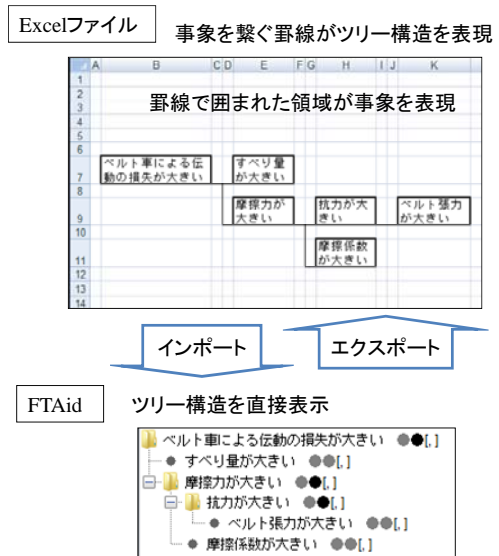 Excelファイル
事象を繋ぐ罫線がツリー構造を表現
A B C D E F G H I J K
1
2
罫線で囲まれた領域が事象を表現
3
4
5
6
ベルト車による伝
動の損失が大きい
すべり量
が大きい
7
8
摩擦力が
大きい
抗力が大
きい
ベルト張力
が大きい
9
10
摩擦係数
が大きい
11
12
13
14
インポート
エクスポート
FTAid
ツリー構造を直接表示
ベルト車による伝動の損失が大きい ●●[,]
すべり量が大きい ●●[,]
摩擦力が大きい ●●[,]
抗力が大きい ●●[,]
ベルト張力が大きい ●●[,]
摩擦係数が大きい ●●[,]